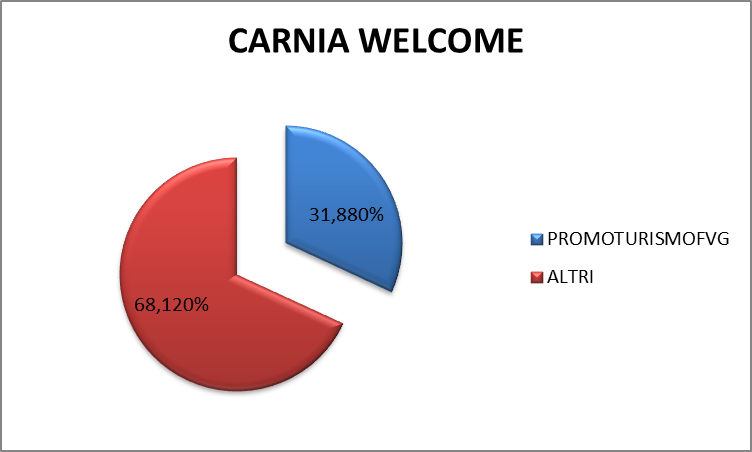 CARNIA WELCOME
31,880%
68,120%
PROMOTURISMOFVG
ALTRI